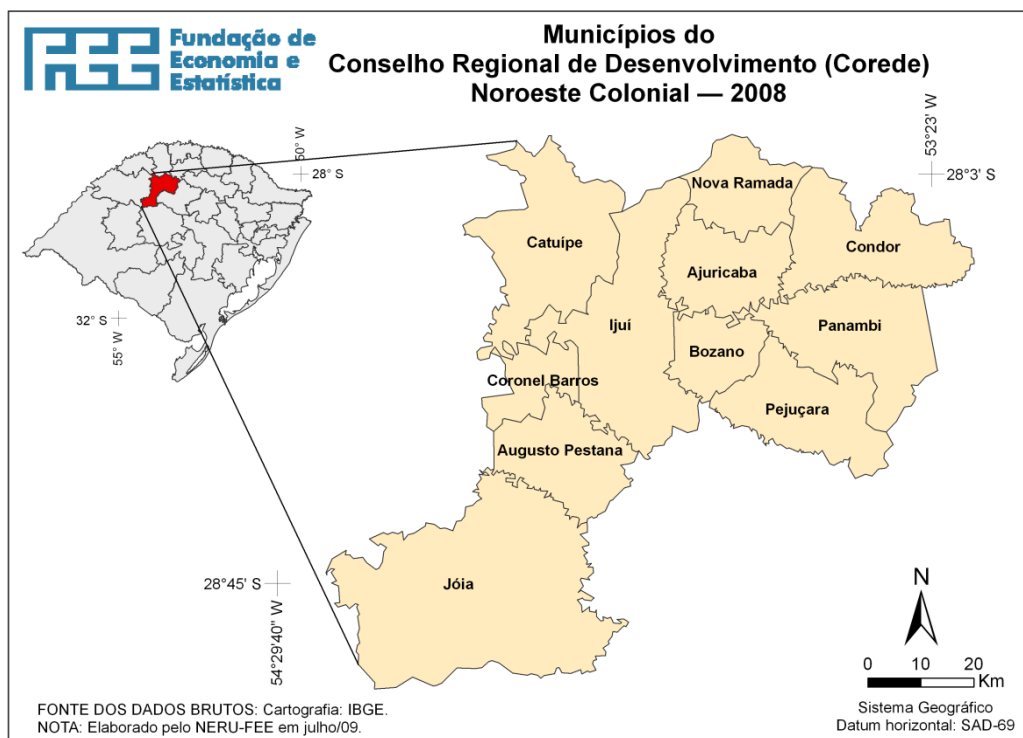 FEE Fundação de
Economia e
Estatística
Municípios do
Conselho Regional de Desenvolvimento (Corede)
Noroeste Colonial — 2008
50° W
28° S
32° S
55° W
53°23' W
28°3' S
Nova Ramada
Catuípe
Condor
Ajuricaba
Ijuí
Panambi
Bozano
Coronel Barros
Pejuçara
Augusto Pestana
Jóia
28°45' S
54°29'40" W
N
0 10 20
Km
Sistema Geográfico
Datum horizontal: SAD-69
FONTE DOS DADOS BRUTOS: Cartografia: IBGE.
NOTA: Elaborado pelo NERU-FEE em julho/09.